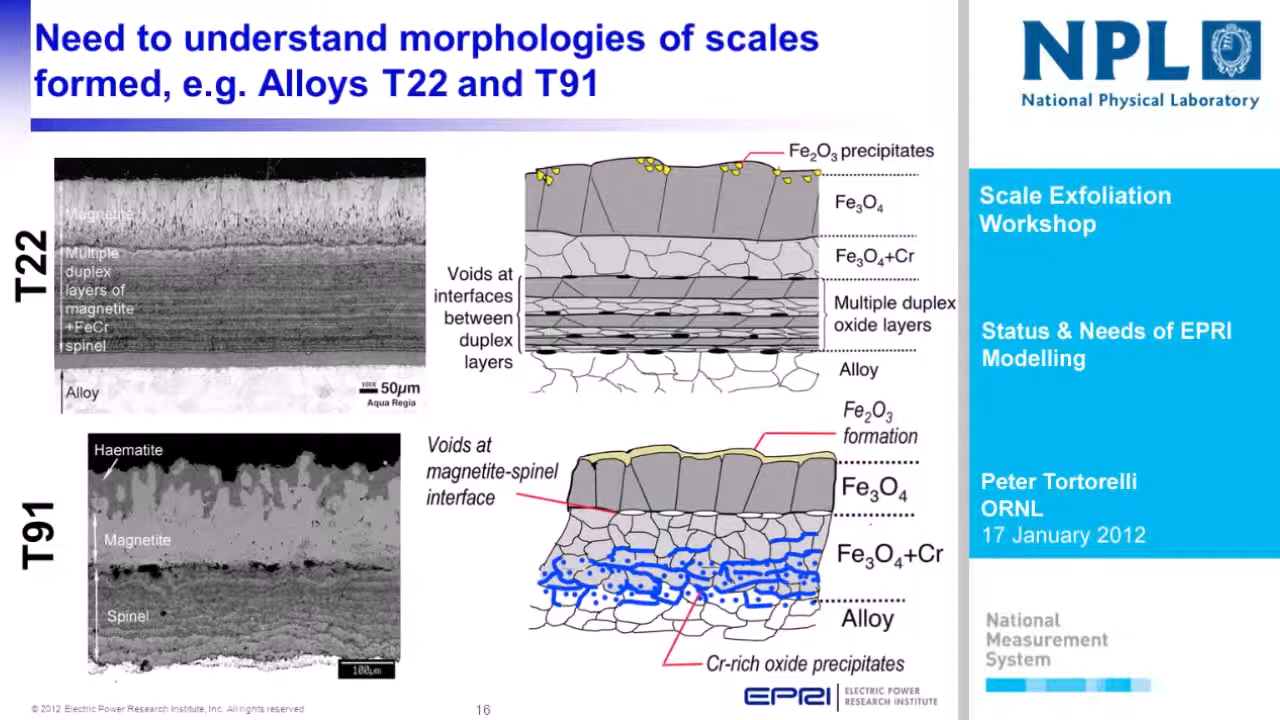 Need to understand morphologies of scales
formed, e.g. Alloys T22 and T91
T22
Magnetite
Multiple
duplex
layers of
magnetite
+FeCr
spinel
Alloy
100X
50μm
Aqua Regia
Fe2O3 precipitates
Fe3O4
Fe3O4+Cr
Voids at
interfaces
between
duplex
layers
Multiple duplex
oxide layers
Alloy
T91
Haematite
Magnetite
Spinel
100μm
Voids at
magnetite-spinel
interface
Fe2O3
formation
Fe3O4
Fe3O4+Cr
Alloy
Cr-rich oxide precipitates
© 2012 Electric Power Research Institute, Inc. All rights reserved
16
EPRI
ELECTRIC POWER
RESEARCH INSTITUTE
NPL
National Physical Laboratory
Scale Exfoliation
Workshop
Status & Needs of EPRI
Modelling
Peter Tortorelli
ORNL
17 January 2012
National
Measurement
System